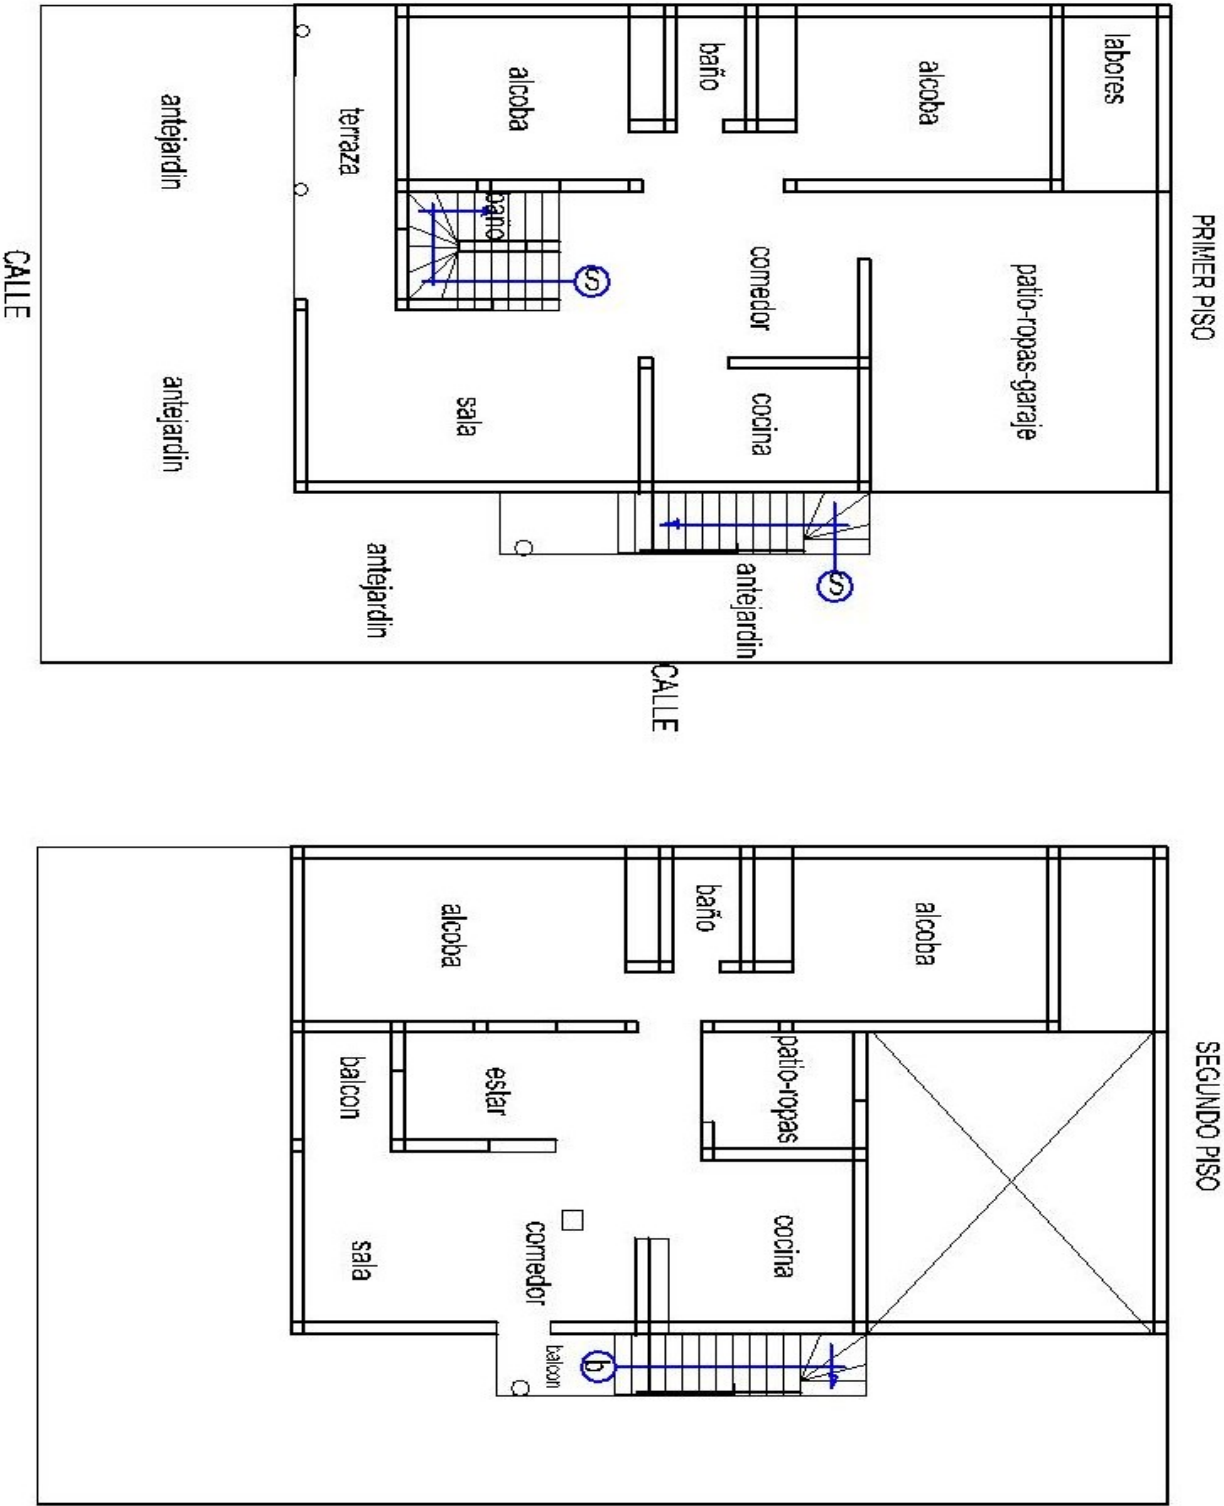 PRIMER PISO
labores
alcoba
baño
alcoba
terraza
antejardin
patio-ropas-garaje
comedor
baño
S
cocina
sala
antejardin
CALLE
S
antejardin
antejardin
CALLE
SEGUNDO PISO
alcoba
baño
alcoba
patio-ropas
estar
balcon
cocina
comedor
sala
b
balcon